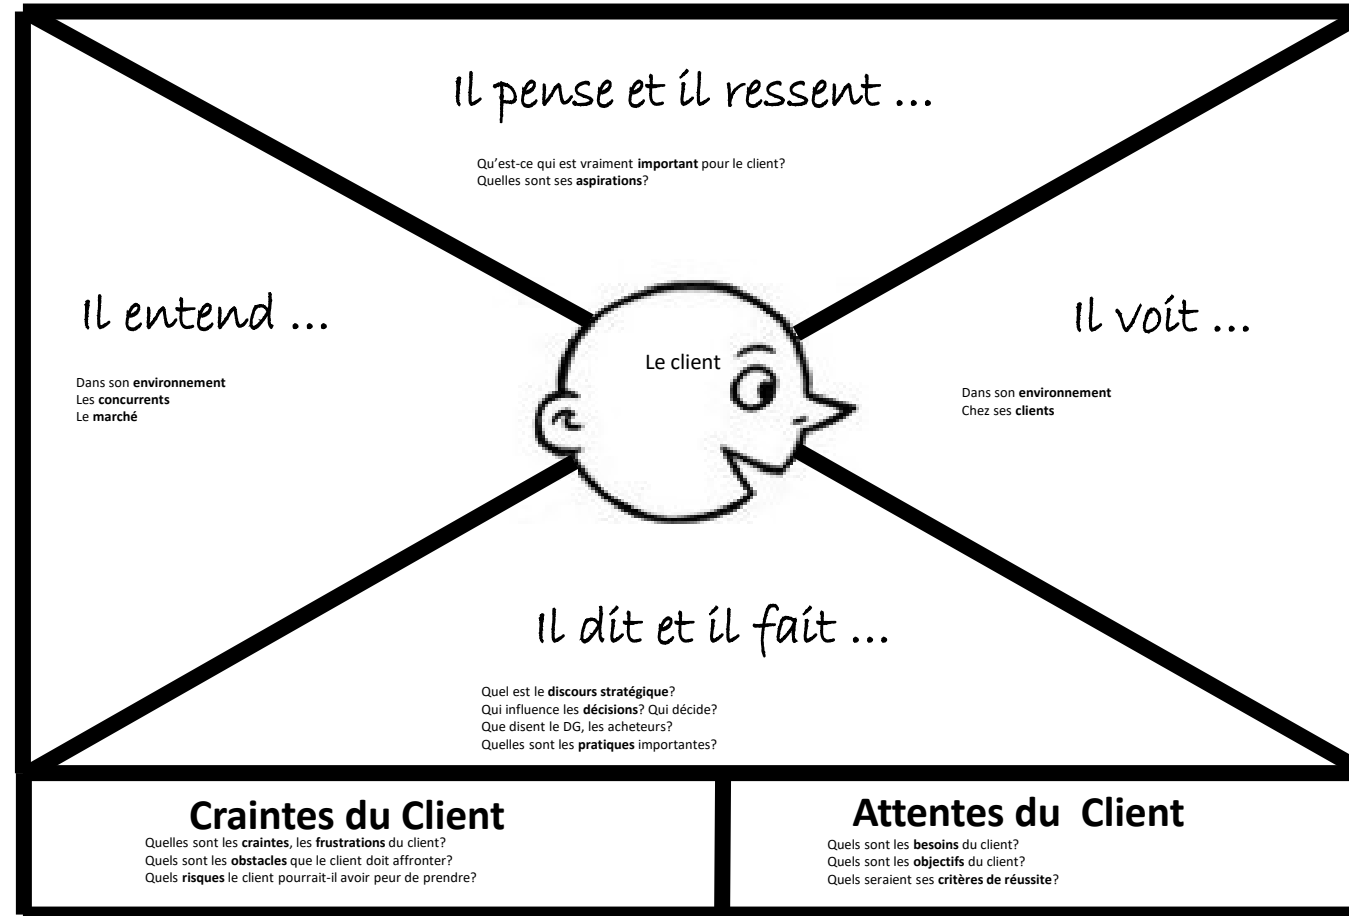 Il pense et il ressent ...
Qu’est-ce qui est vraiment important pour le client?
Quelles sont ses aspirations?
Il entend ...
Dans son environnement
Les concurrents
Le marché
Le client
Il voit ...
Dans son environnement
Chez ses clients
Il dit et il fait ...
Quel est le discours stratégique?
Qui influence les décisions? Qui décide?
Que disent le DG, les acheteurs?
Quelles sont les pratiques importantes?
Craintes du Client
Quelles sont les craintes, les frustrations du client?
Quels sont les obstacles que le client doit affronter?
Quels risques le client pourrait-il avoir peur de prendre?
Attentes du  Client
Quels sont les besoins du client?
Quels sont les objectifs du client?
Quels seraient ses critères de réussite?